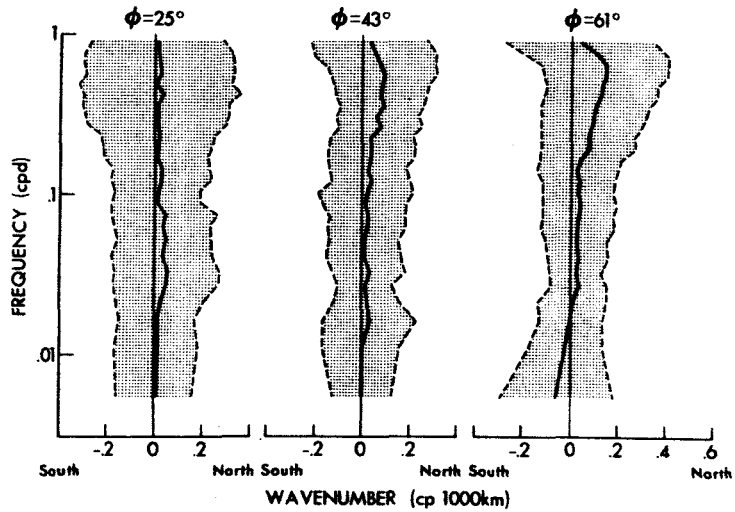 ϕ=25° ϕ=43° ϕ=61°
1
.1
.01
FREQUENCY (cpd)
-.2 0 .2 -.2 0 .2 -.2 0 .2 .4 .6
South North South North South North
WAVENUMBER (cp 1000km)